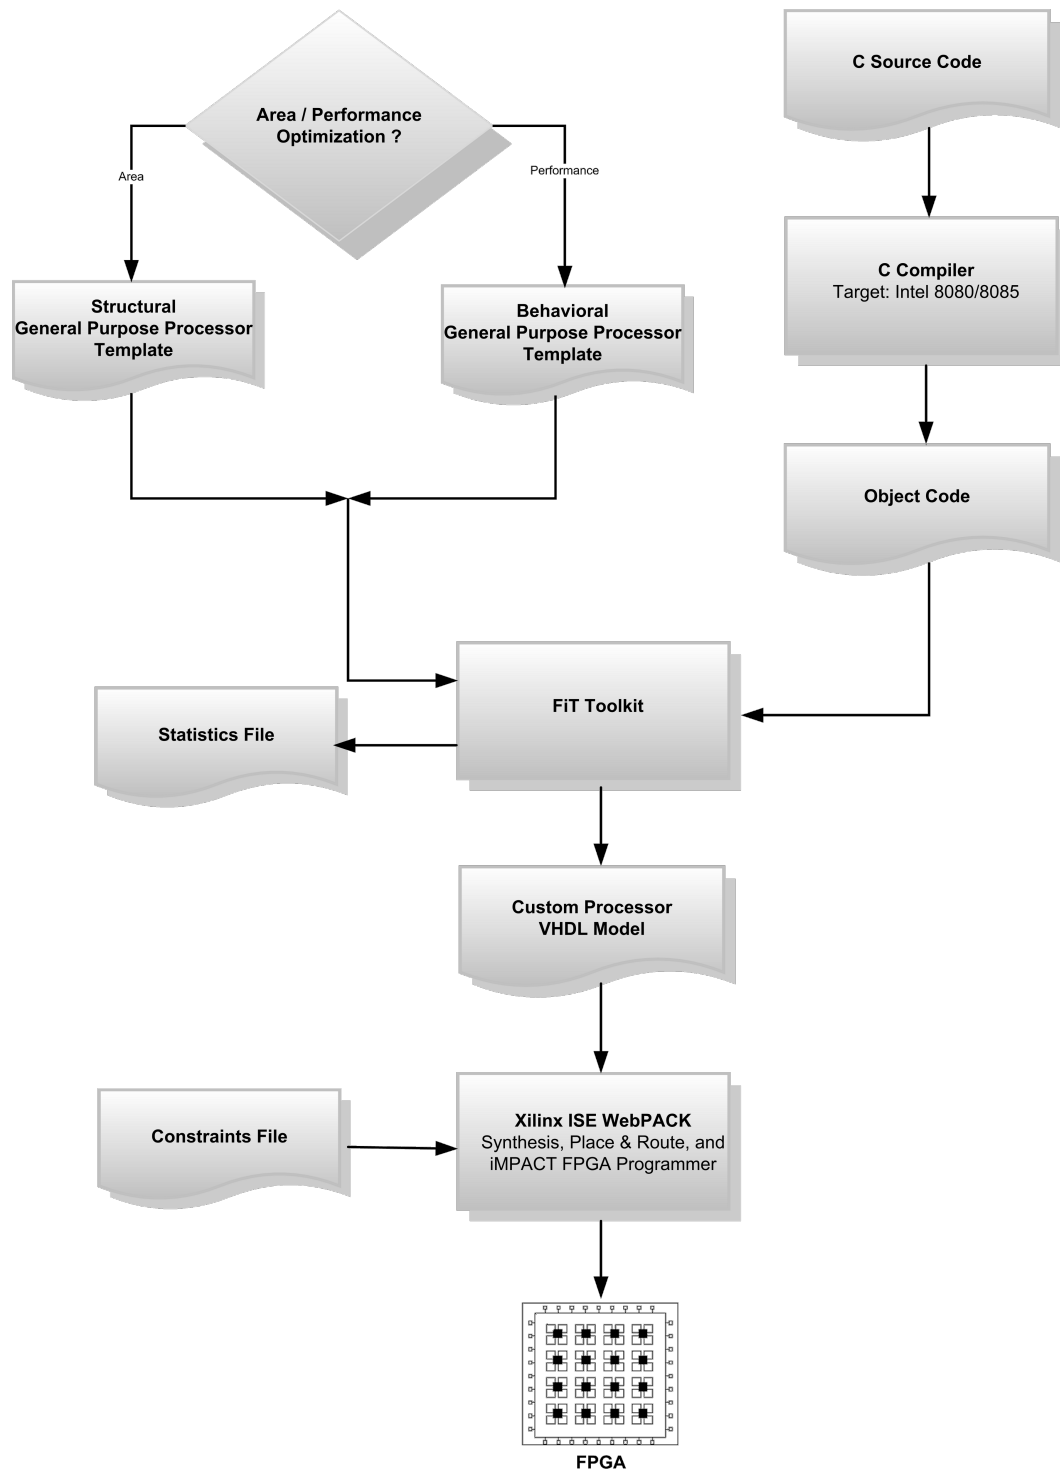 Area / Performance
Optimization ?
Area
Performance
C Source Code
C Compiler
Target: Intel 8080/8085
Structural
General Purpose Processor
Template
Behavioral
General Purpose Processor
Template
Object Code
FiT Toolkit
Statistics File
Custom Processor
VHDL Model
Constraints File
Xilinx ISE WebPACK
Synthesis, Place & Route, and
iMPACT FPGA Programmer
FPGA